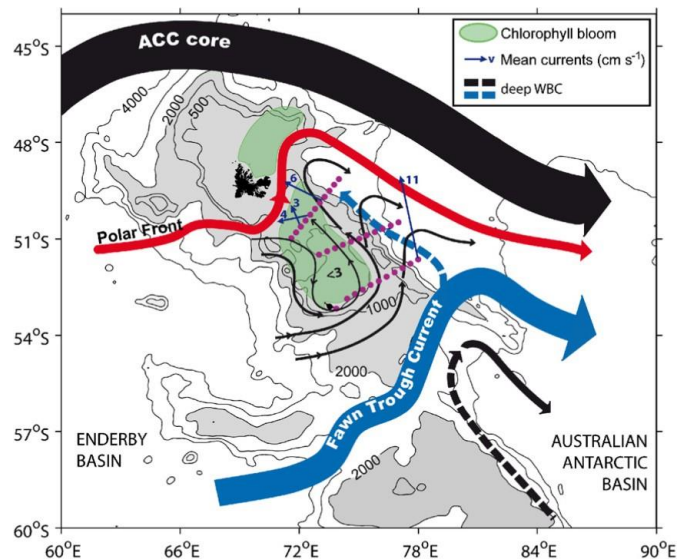 45°S
48°S
51°S
54°S
57°S
60°S
60°E
66°E
72°E
78°E
84°E
90°E
ACC core
Chlorophyll bloom
v Mean currents (cm s⁻¹)
deep WBC
4000
2000
500
Polar Front
6
3
4
11
<3
1000
2000
Fawn Trough Current
2000
ENDERBY
BASIN
AUSTRALIAN
ANTARCTIC
BASIN